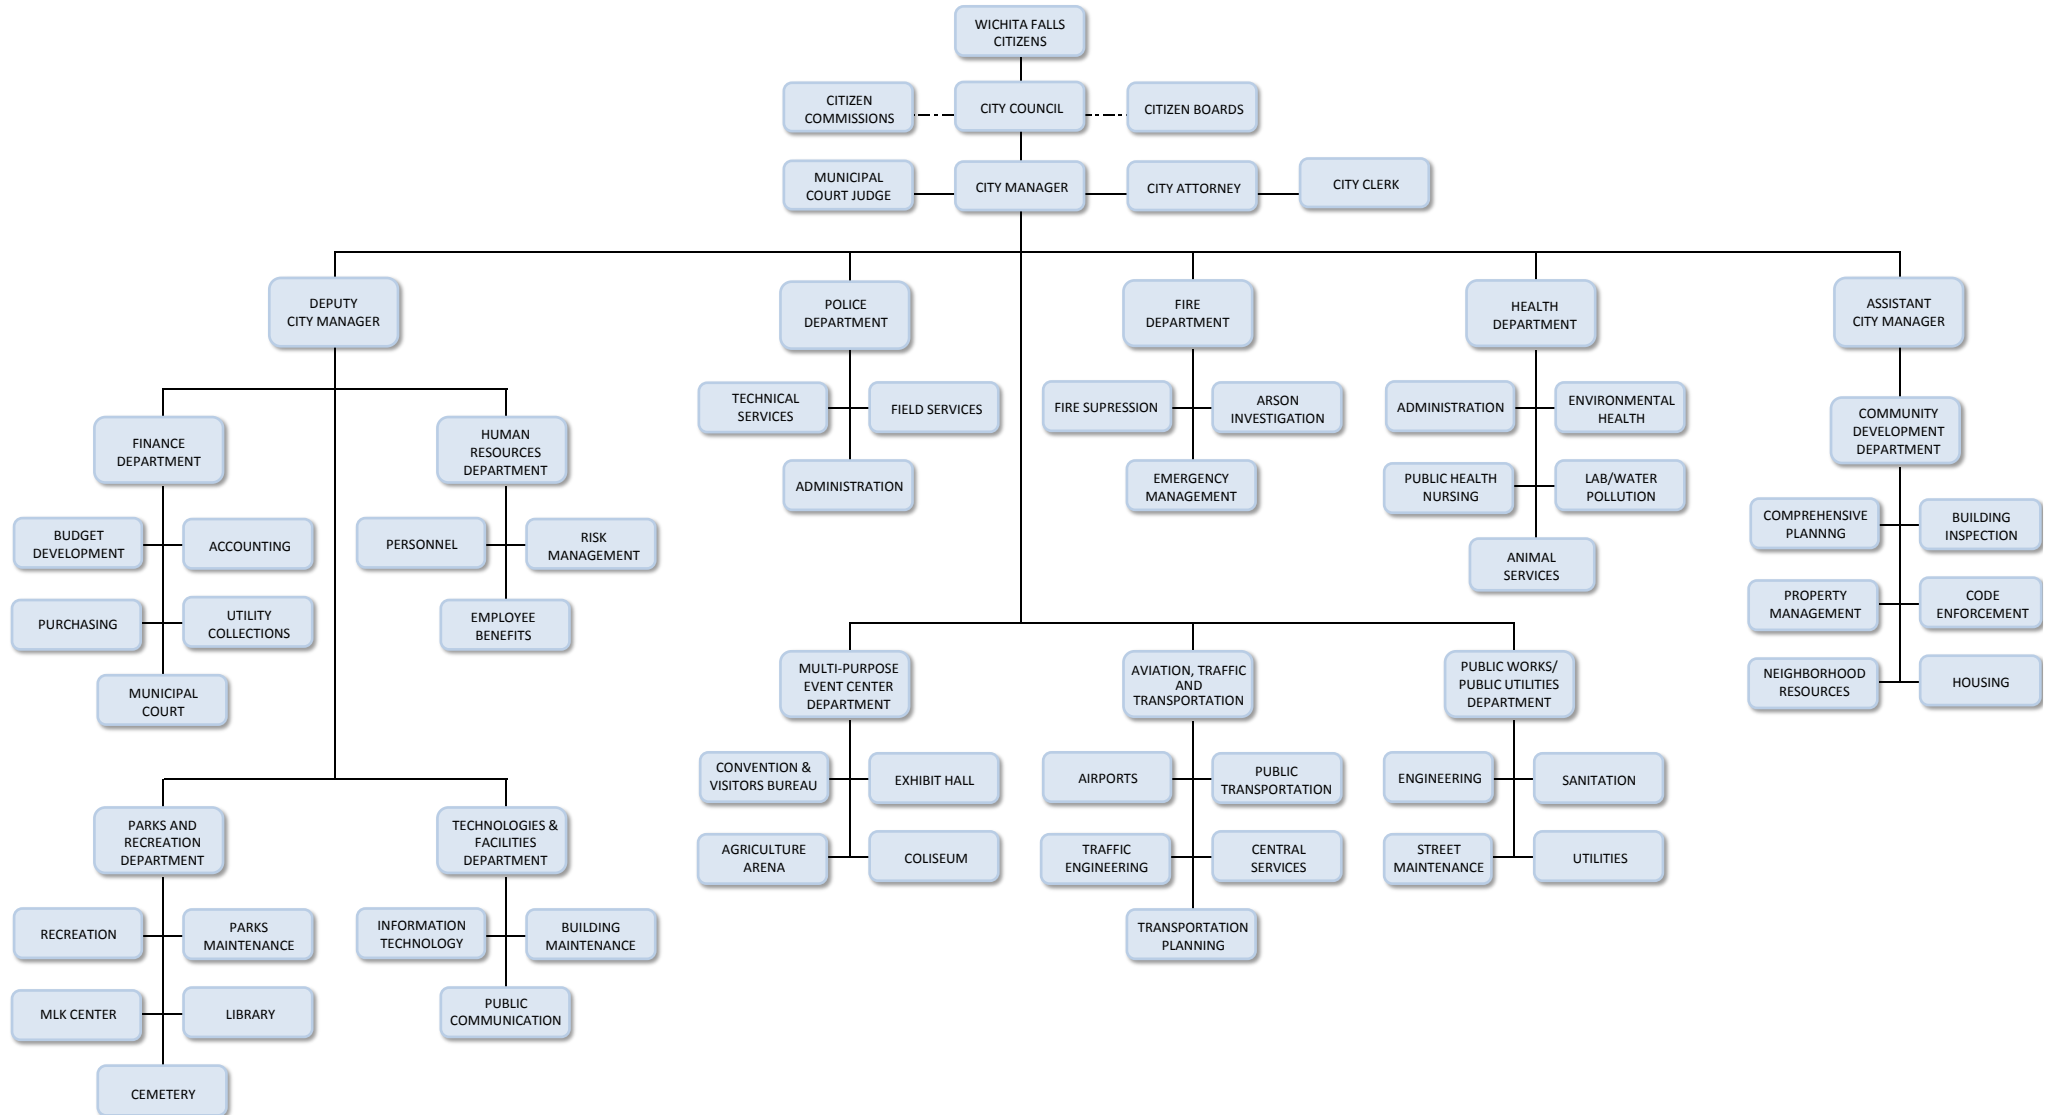 WICHITA FALLS
CITIZENS
CITIZEN
COMMISSIONS
CITY COUNCIL
CITIZEN BOARDS
MUNICIPAL
COURT JUDGE
CITY MANAGER
CITY ATTORNEY
CITY CLERK
DEPUTY
CITY MANAGER
POLICE
DEPARTMENT
FIRE
DEPARTMENT
HEALTH
DEPARTMENT
ASSISTANT
CITY MANAGER
FINANCE
DEPARTMENT
HUMAN
RESOURCES
DEPARTMENT
TECHNICAL
SERVICES
FIELD SERVICES
ADMINISTRATION
FIRE SUPRESSION
ARSON
INVESTIGATION
EMERGENCY
MANAGEMENT
ADMINISTRATION
ENVIRONMENTAL
HEALTH
PUBLIC HEALTH
NURSING
LAB/WATER
POLLUTION
ANIMAL
SERVICES
COMMUNITY
DEVELOPMENT
DEPARTMENT
COMPREHENSIVE
PLANNNG
BUILDING
INSPECTION
PROPERTY
MANAGEMENT
CODE
ENFORCEMENT
NEIGHBORHOOD
RESOURCES
HOUSING
BUDGET
DEVELOPMENT
ACCOUNTING
PURCHASING
UTILITY
COLLECTIONS
MUNICIPAL
COURT
PERSONNEL
RISK
MANAGEMENT
EMPLOYEE
BENEFITS
MULTI-PURPOSE
EVENT CENTER
DEPARTMENT
AVIATION, TRAFFIC
AND
TRANSPORTATION
PUBLIC WORKS/
PUBLIC UTILITIES
DEPARTMENT
CONVENTION &
VISITORS BUREAU
EXHIBIT HALL
AGRICULTURE
ARENA
COLISEUM
AIRPORTS
PUBLIC
TRANSPORTATION
TRAFFIC
ENGINEERING
CENTRAL
SERVICES
TRANSPORTATION
PLANNING
ENGINEERING
SANITATION
STREET
MAINTENANCE
UTILITIES
PARKS AND
RECREATION
DEPARTMENT
TECHNOLOGIES &
FACILITIES
DEPARTMENT
RECREATION
PARKS
MAINTENANCE
MLK CENTER
LIBRARY
CEMETERY
INFORMATION
TECHNOLOGY
BUILDING
MAINTENANCE
PUBLIC
COMMUNICATION